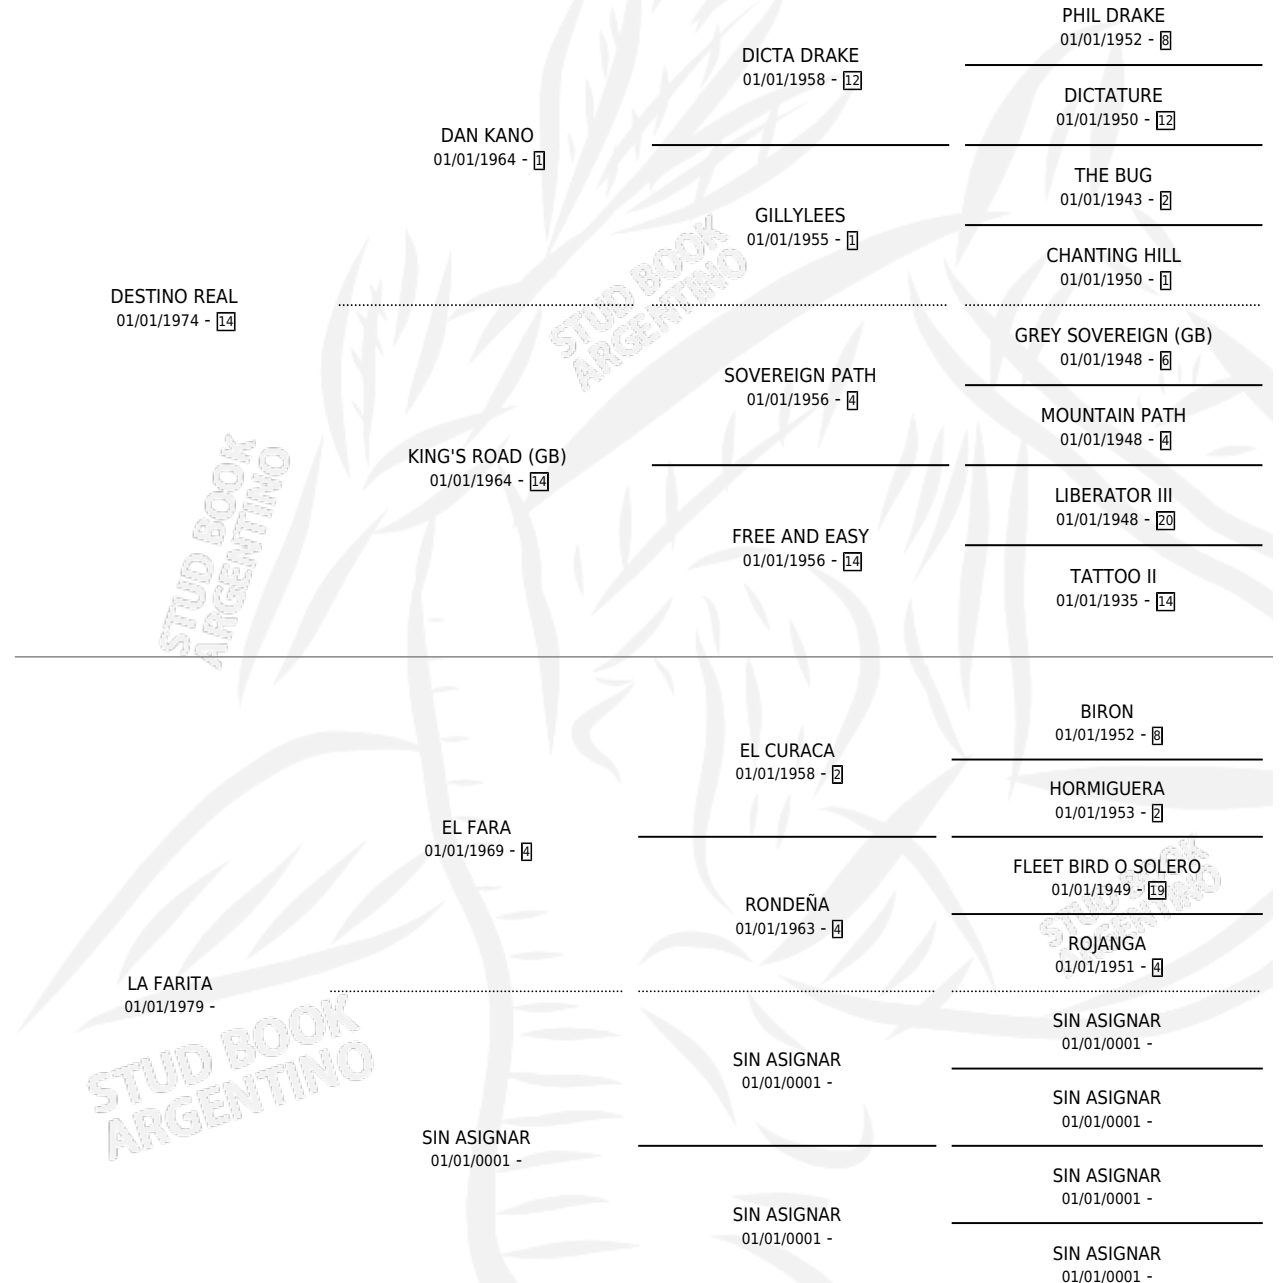 PHIL DRAKE
01/01/1952 - 8
DICTA DRAKE
01/01/1958 - 12
DICTATURE
01/01/1950 - 12
DAN KANO
01/01/1964 - 1
THE BUG
01/01/1943 - 2
GILLYLEES
01/01/1955 - 1
CHANTING HILL
01/01/1950 - 1
DESTINO REAL
01/01/1974 - 14
GREY SOVEREIGN (GB)
01/01/1948 - 6
SOVEREIGN PATH
01/01/1956 - 4
MOUNTAIN PATH
01/01/1948 - 4
KING'S ROAD (GB)
01/01/1964 - 14
LIBERATOR III
01/01/1948 - 20
FREE AND EASY
01/01/1956 - 14
TATTOO II
01/01/1935 - 14
BIRON
01/01/1952 - 8
EL CURACA
01/01/1958 - 2
HORMIGUERA
01/01/1953 - 2
EL FARA
01/01/1969 - 4
FLEET BIRD O SOLERO
01/01/1949 - 19
RONDEÑA
01/01/1963 - 4
ROJANGA
01/01/1951 - 4
LA FARITA
01/01/1979 -
SIN ASIGNAR
01/01/0001 -
SIN ASIGNAR
01/01/0001 -
SIN ASIGNAR
01/01/0001 -
SIN ASIGNAR
01/01/0001 -
SIN ASIGNAR
01/01/0001 -
SIN ASIGNAR
01/01/0001 -
SIN ASIGNAR
01/01/0001 -
STUD BOOK
ARGENTINO
STUD BOOK
ARGENTINO
STUD BOOK
ARGENTINO
STUD BOOK
ARGENTINO